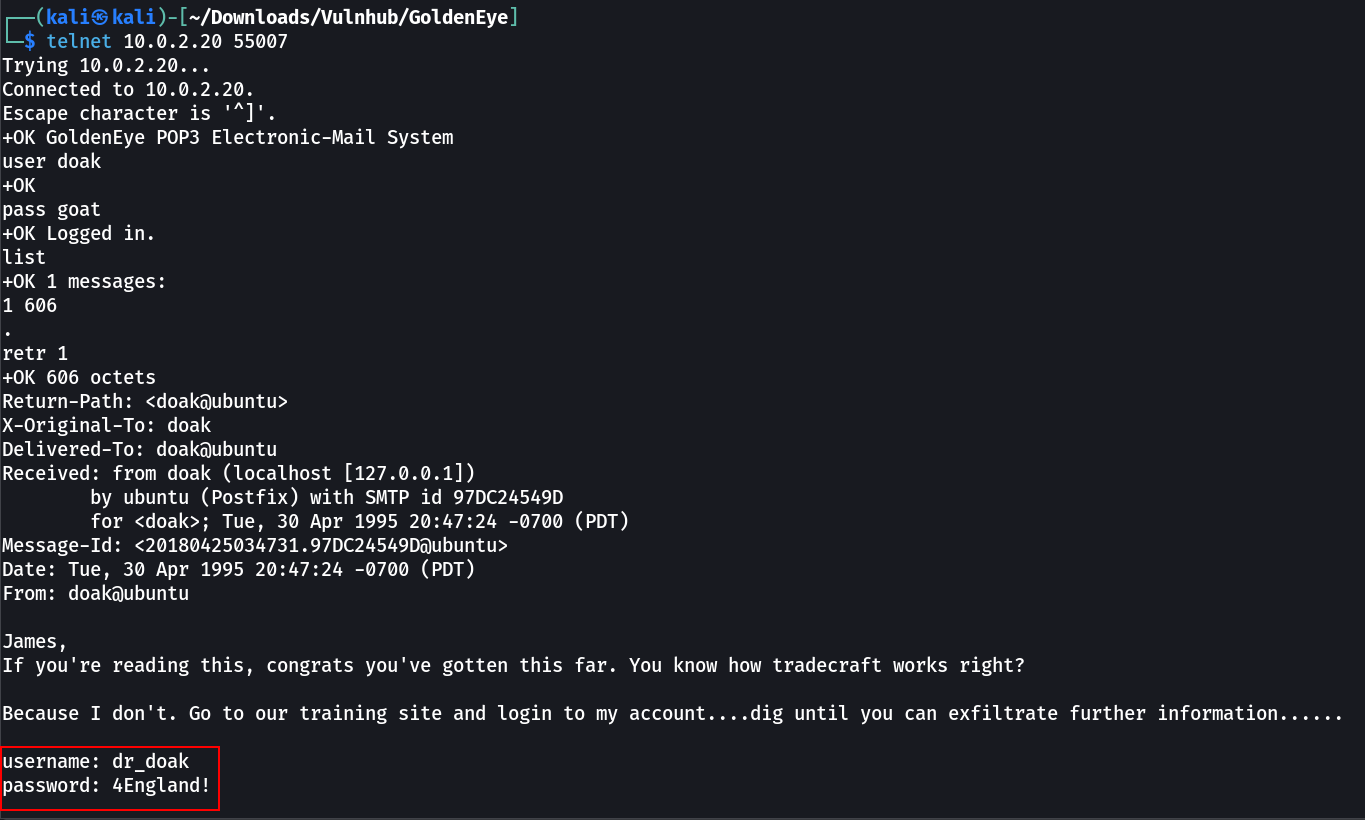 ┌──(kali㉿kali)-[~/Downloads/Vulnhub/GoldenEye]
└─$ telnet 10.0.2.20 55007
Trying 10.0.2.20...
Connected to 10.0.2.20.
Escape character is '^]'.
+OK GoldenEye POP3 Electronic-Mail System
user doak
+OK
pass goat
+OK Logged in.
list
+OK 1 messages:
1 606
.
retr 1
+OK 606 octets
Return-Path: <doak@ubuntu>
X-Original-To: doak
Delivered-To: doak@ubuntu
Received: from doak (localhost [127.0.0.1])
        by ubuntu (Postfix) with SMTP id 97DC24549D
        for <doak>; Tue, 30 Apr 1995 20:47:24 -0700 (PDT)
Message-Id: <20180425034731.97DC24549D@ubuntu>
Date: Tue, 30 Apr 1995 20:47:24 -0700 (PDT)
From: doak@ubuntu

James,
If you're reading this, congrats you've gotten this far. You know how tradecraft works right?

Because I don't. Go to our training site and login to my account....dig until you can exfiltrate further information......

username: dr_doak
password: 4England!